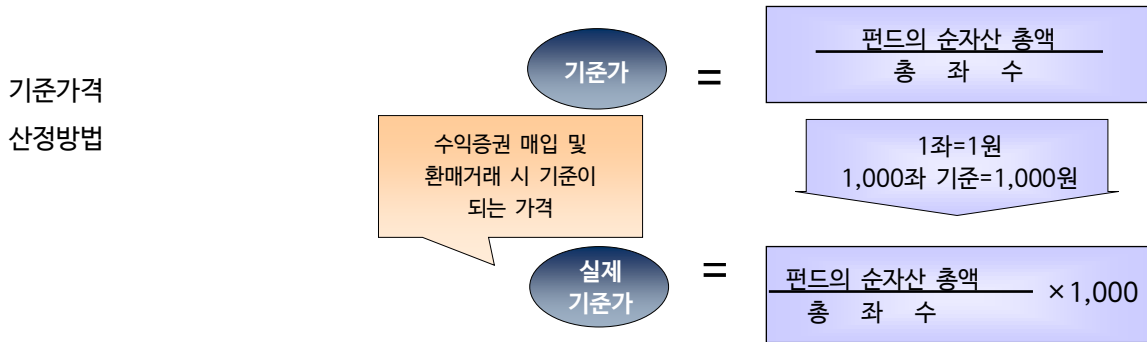 기준가격
산정방법
기준가
=
펀드의 순자산 총액
총 좌 수
수익증권 매입 및
환매거래 시 기준이
되는 가격
1좌=1원
1,000좌 기준=1,000원
실제
기준가
=
펀드의 순자산 총액
총 좌 수
×1,000